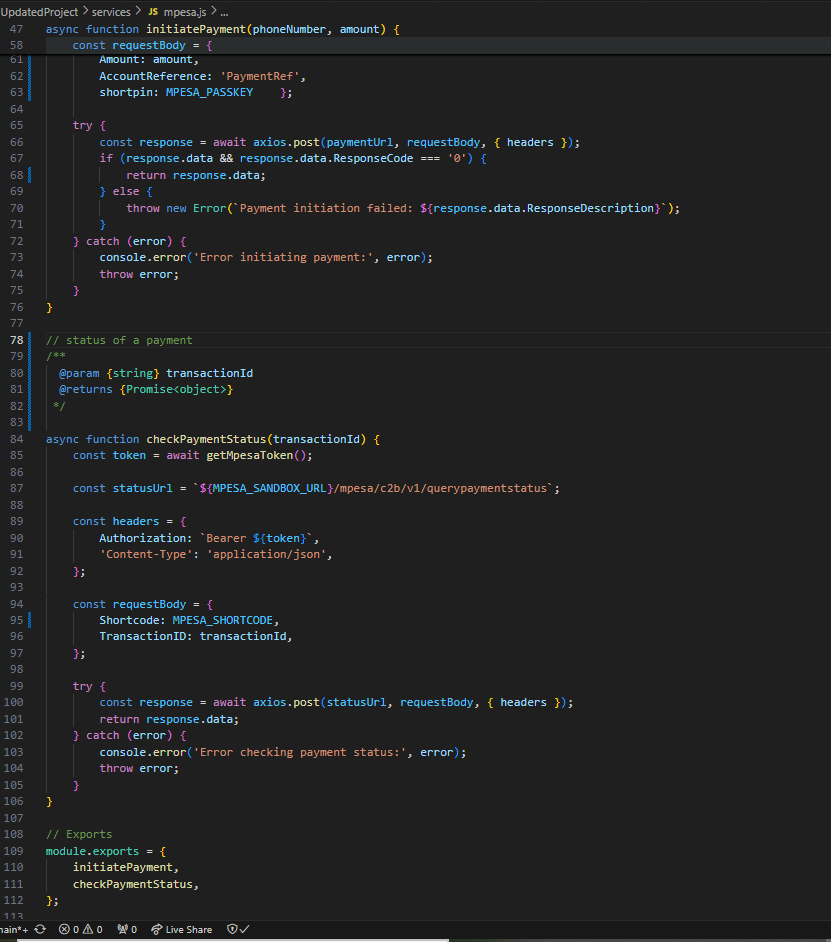 UpdatedProject > services > JS mpesa.js > ...
47 async function initiatePayment(phoneNumber, amount) {
58     const requestBody = {
61         Amount: amount,
62         AccountReference: 'PaymentRef',
63         shortpin: MPESA_PASSKEY    };
64
65     try {
66         const response = await axios.post(paymentUrl, requestBody, { headers });
67         if (response.data && response.data.ResponseCode === '0') {
68             return response.data;
69         } else {
70             throw new Error(`Payment initiation failed: ${response.data.ResponseDescription}`);
71         }
72     } catch (error) {
73         console.error('Error initiating payment:', error);
74         throw error;
75     }
76 }
77
78 // status of a payment
79 /**
80   @param {string} transactionId
81   @returns {Promise<object>}
82  */
83
84 async function checkPaymentStatus(transactionId) {
85     const token = await getMpesaToken();
86
87     const statusUrl = `${MPESA_SANDBOX_URL}/mpesa/c2b/v1/querypaymentstatus`;
88
89     const headers = {
90         Authorization: `Bearer ${token}`,
91         'Content-Type': 'application/json',
92     };
93
94     const requestBody = {
95         Shortcode: MPESA_SHORTCODE,
96         TransactionID: transactionId,
97     };
98
99     try {
100         const response = await axios.post(statusUrl, requestBody, { headers });
101         return response.data;
102     } catch (error) {
103         console.error('Error checking payment status:', error);
104         throw error;
105     }
106 }
107
108 // Exports
109 module.exports = {
110     initiatePayment,
111     checkPaymentStatus,
112 };
113
main*+ 0 0 0 Live Share